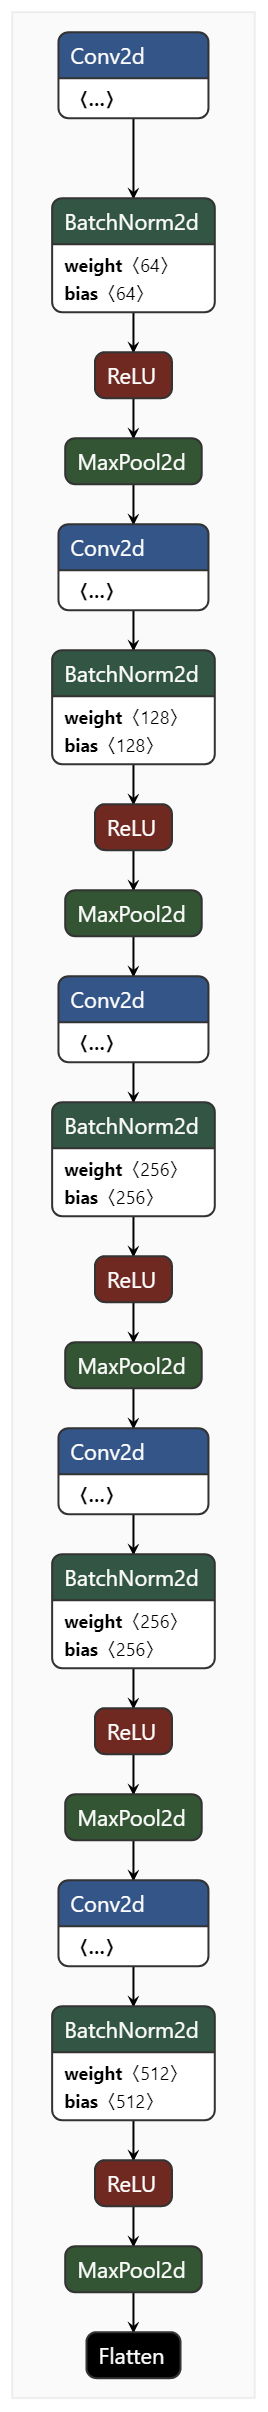 Conv2d
〈…〉
BatchNorm2d
weight〈64〉
bias〈64〉
ReLU
MaxPool2d
Conv2d
〈…〉
BatchNorm2d
weight〈128〉
bias〈128〉
ReLU
MaxPool2d
Conv2d
〈…〉
BatchNorm2d
weight〈256〉
bias〈256〉
ReLU
MaxPool2d
Conv2d
〈…〉
BatchNorm2d
weight〈256〉
bias〈256〉
ReLU
MaxPool2d
Conv2d
〈…〉
BatchNorm2d
weight〈512〉
bias〈512〉
ReLU
MaxPool2d
Flatten